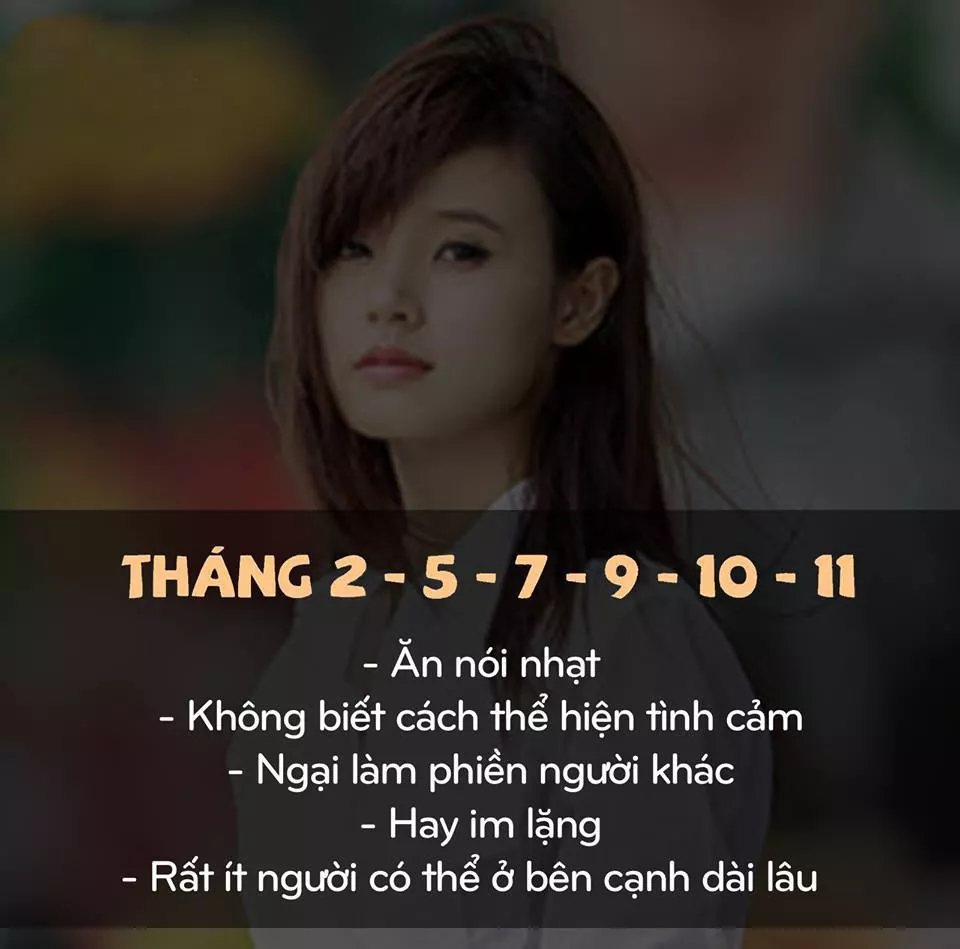 THÁNG 2 - 5 - 7 - 9 - 10 - 11
- Ăn nói nhạt
- Không biết cách thể hiện tình cảm
- Ngại làm phiền người khác
- Hay im lặng
- Rất ít người có thể ở bên cạnh dài lâu